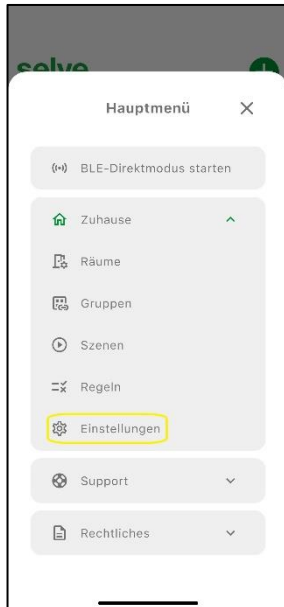 selve
Hauptmenü
BLE-Direktmodus starten
Zuhause
Räume
Gruppen
Szenen
Regeln
Einstellungen
Support
Rechtliches